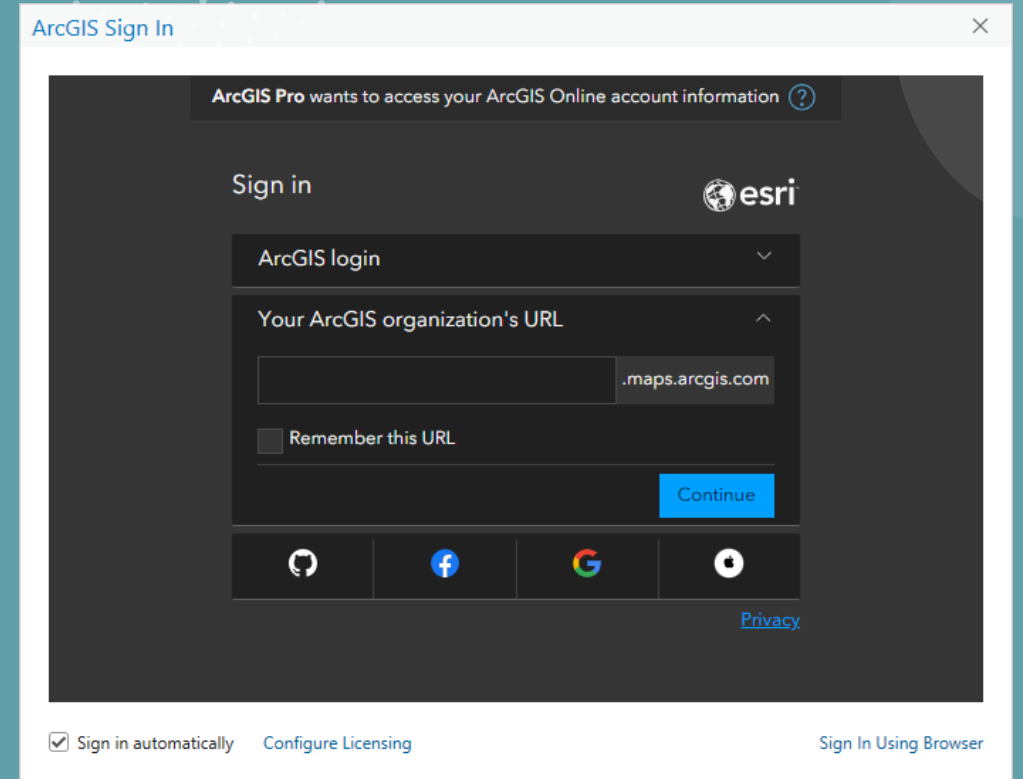 ArcGIS Sign In
ArcGIS Pro wants to access your ArcGIS Online account information ?
Sign in
esri
ArcGIS login
Your ArcGIS organization's URL
.maps.arcgis.com
Remember this URL
Continue
Privacy
Sign in automatically Configure Licensing Sign In Using Browser